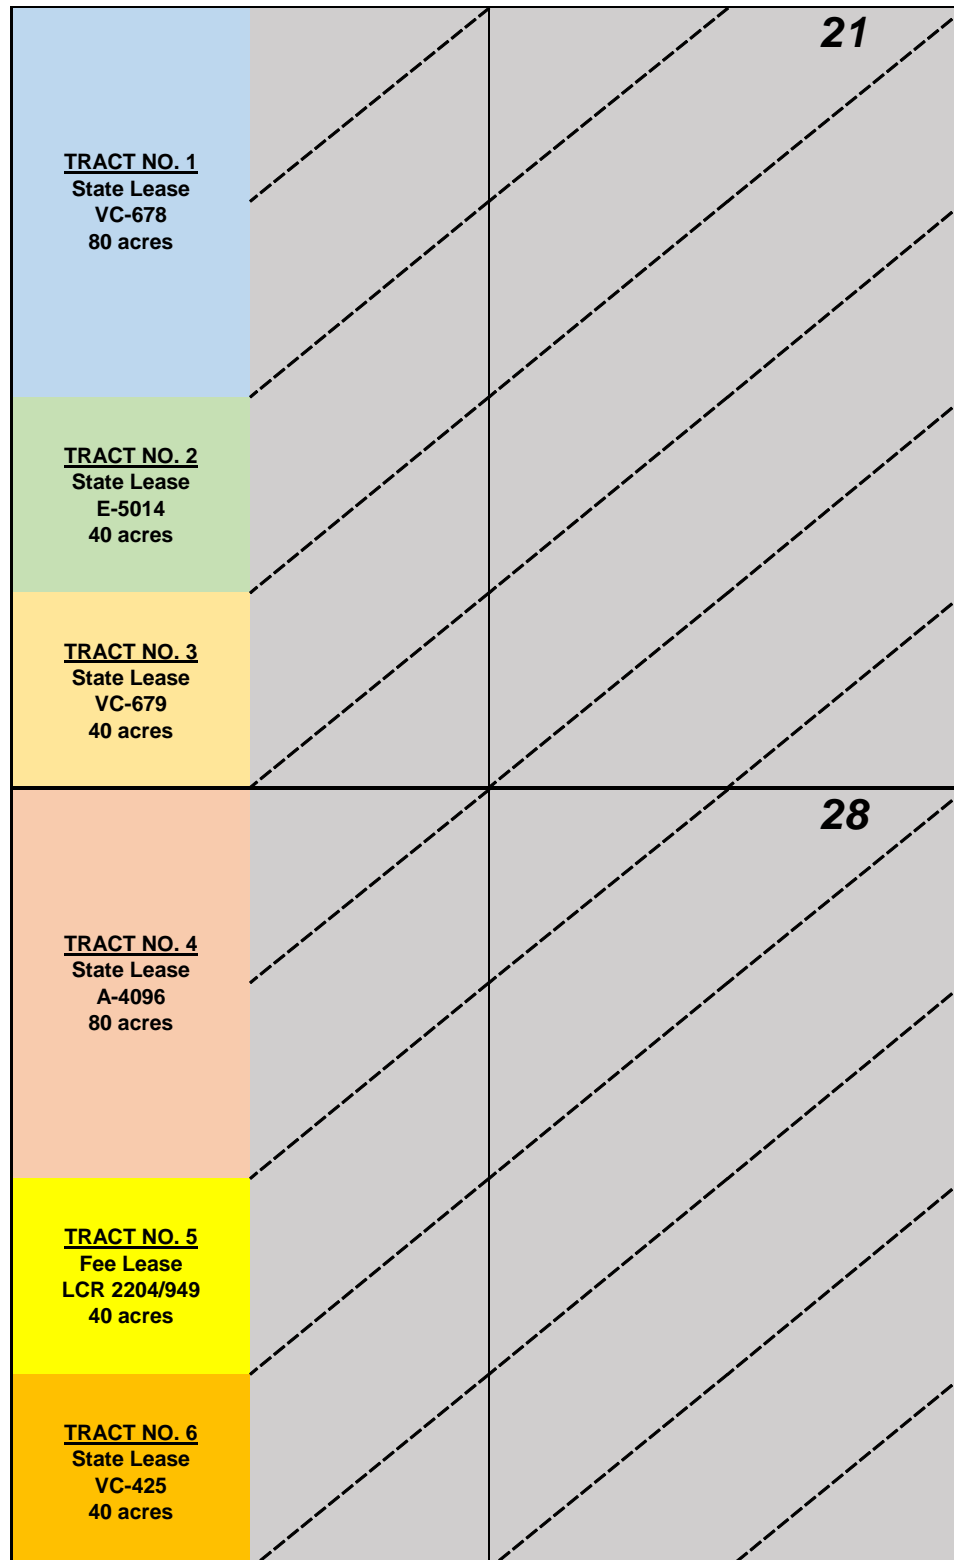 21
TRACT NO. 1
State Lease
VC-678
80 acres
TRACT NO. 2
State Lease
E-5014
40 acres
TRACT NO. 3
State Lease
VC-679
40 acres
28
TRACT NO. 4
State Lease
A-4096
80 acres
TRACT NO. 5
Fee Lease
LCR 2204/949
40 acres
TRACT NO. 6
State Lease
VC-425
40 acres